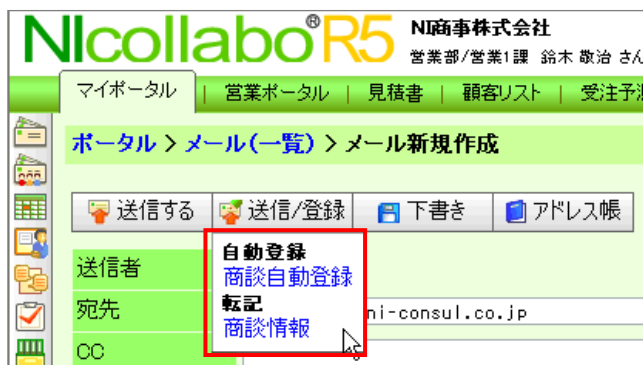 NIcollabo®R5
NI商事株式会社
営業部/営業1課 鈴木 敬治 さん
マイポータル | 営業ポータル | 見積書 | 顧客リスト | 受注予測
ポータル > メール(一覧) > メール新規作成
送信する 送信/登録 下書き アドレス帳
自動登録
送信者
商談自動登録
転記
宛先 ni-consul.co.jp
商談情報
CC